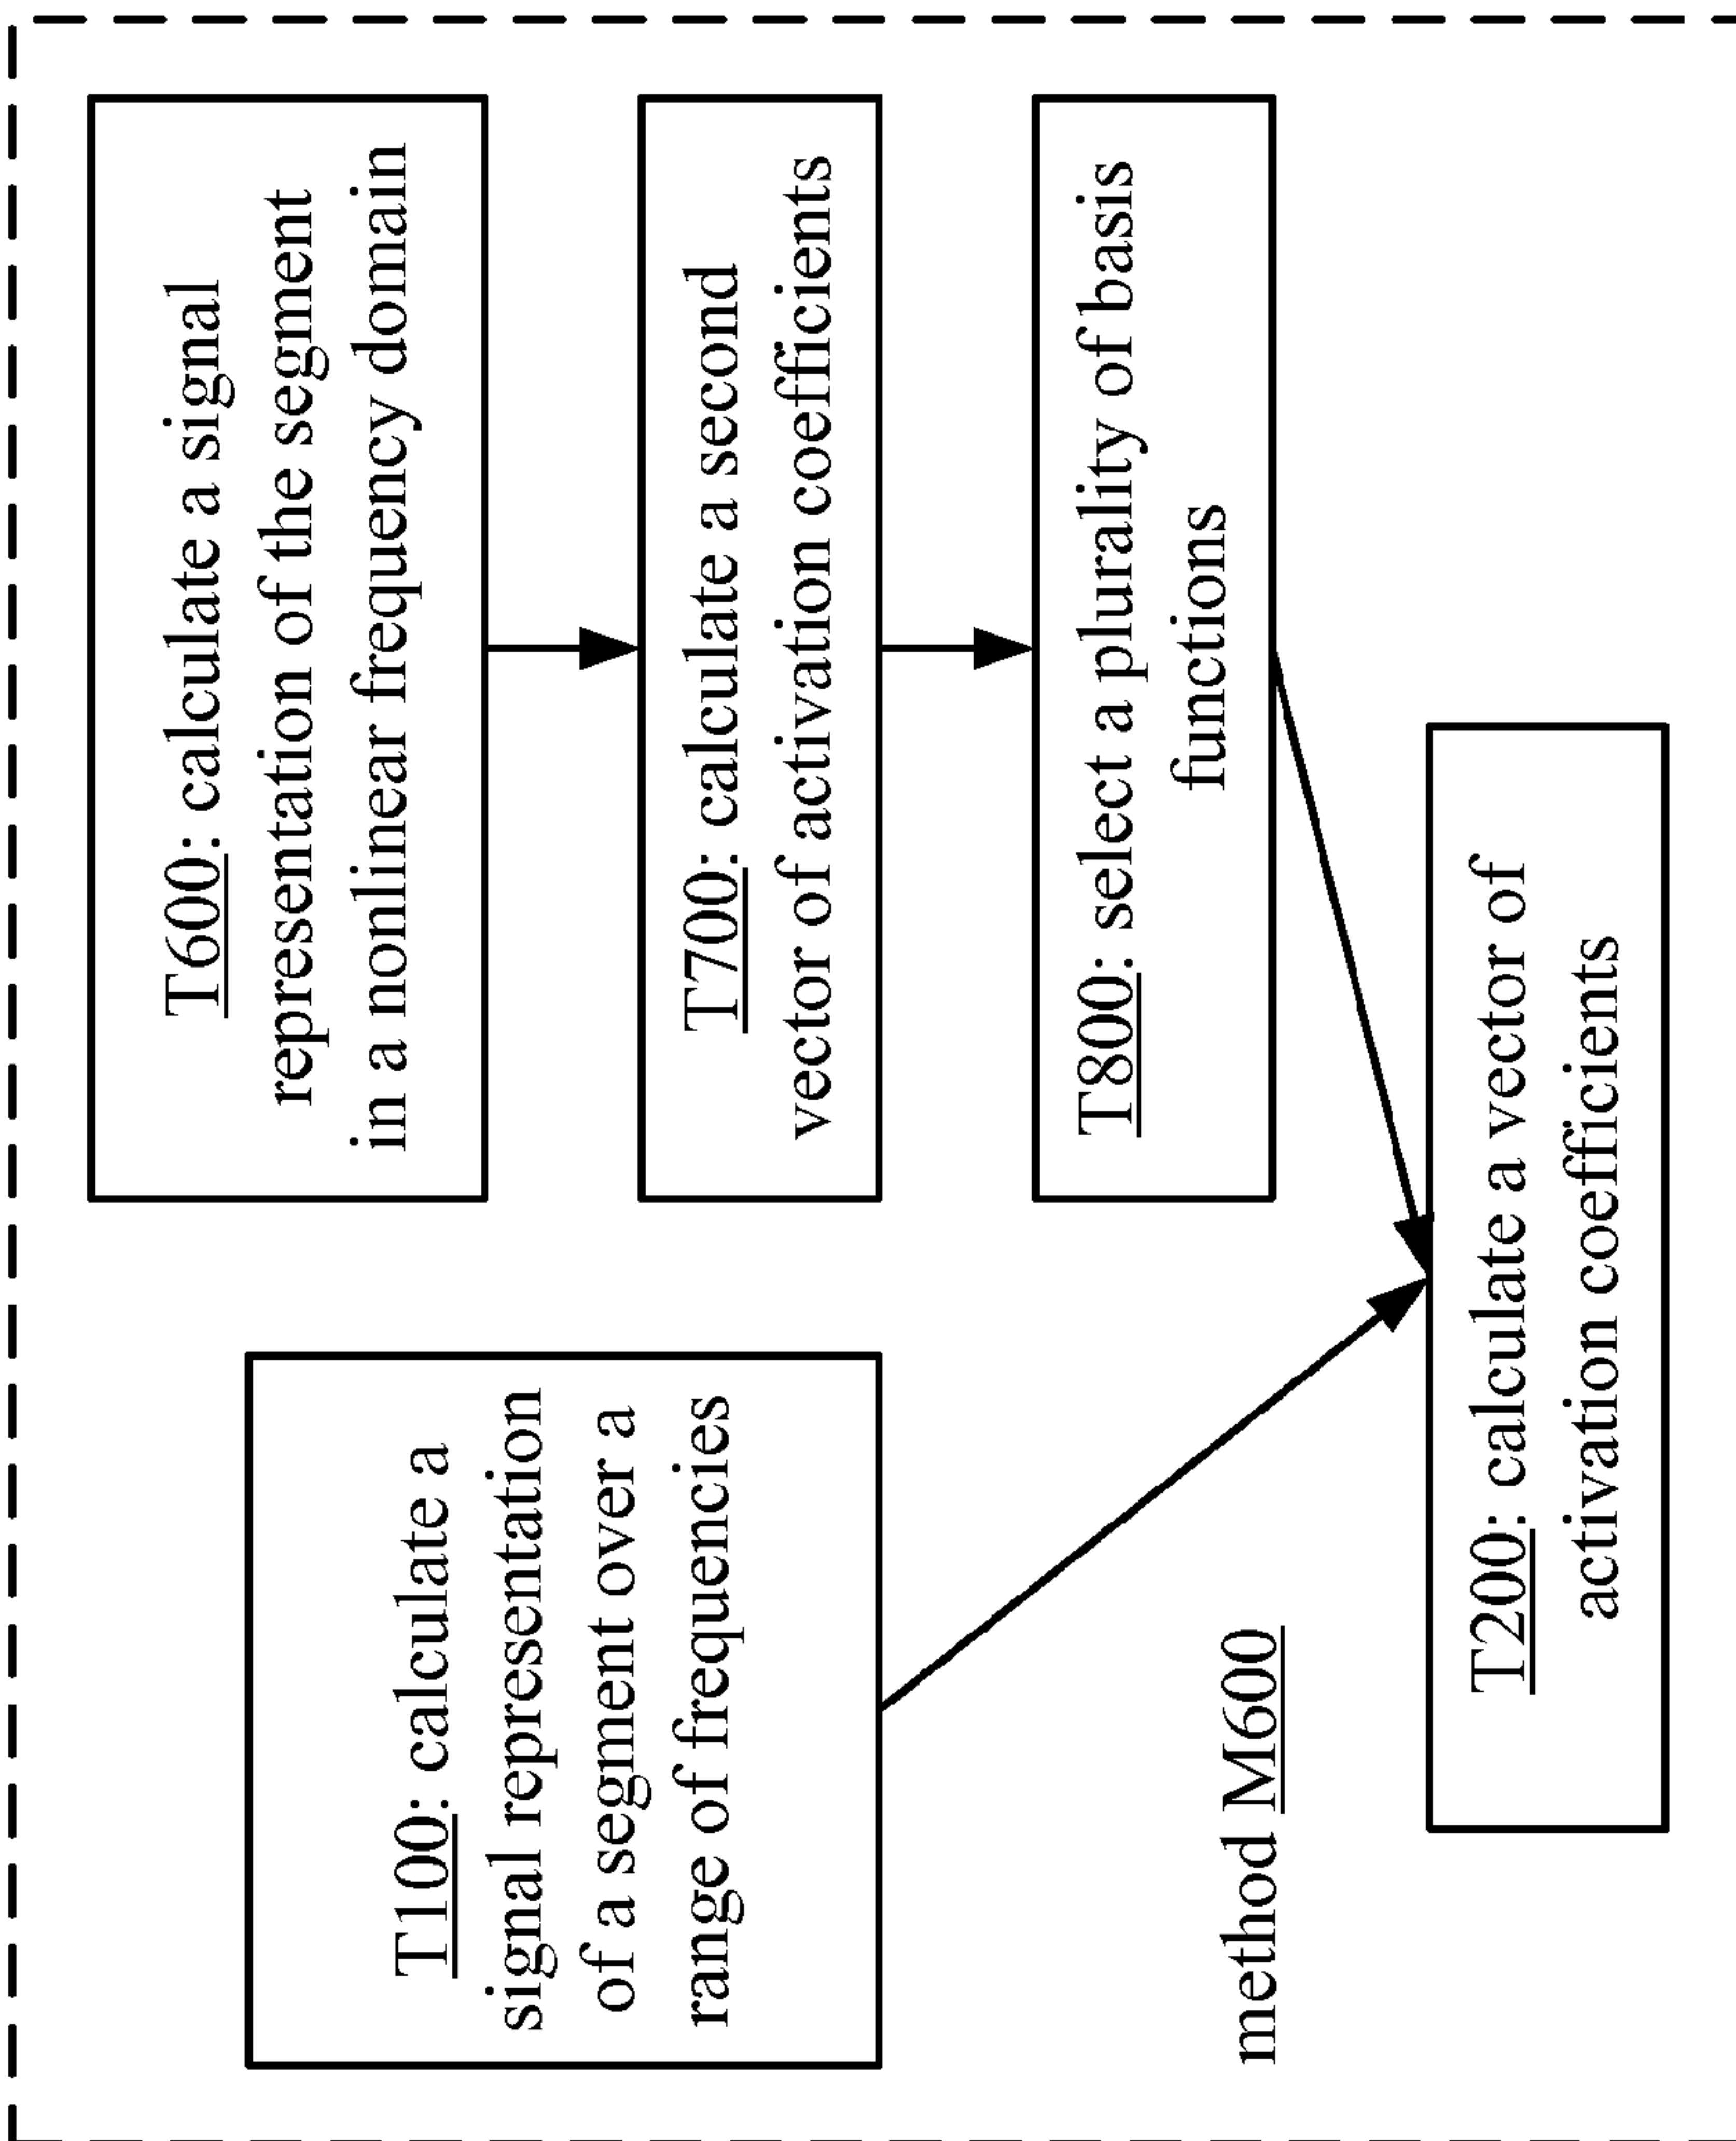 T100: calculate a
signal representation
of a segment over a
range of frequencies
T600: calculate a signal
representation of the segment
in a nonlinear frequency domain
T700: calculate a second
vector of activation coefficients
T800: select a plurality of basis
functions
method M600
T200: calculate a vector of
activation coefficients